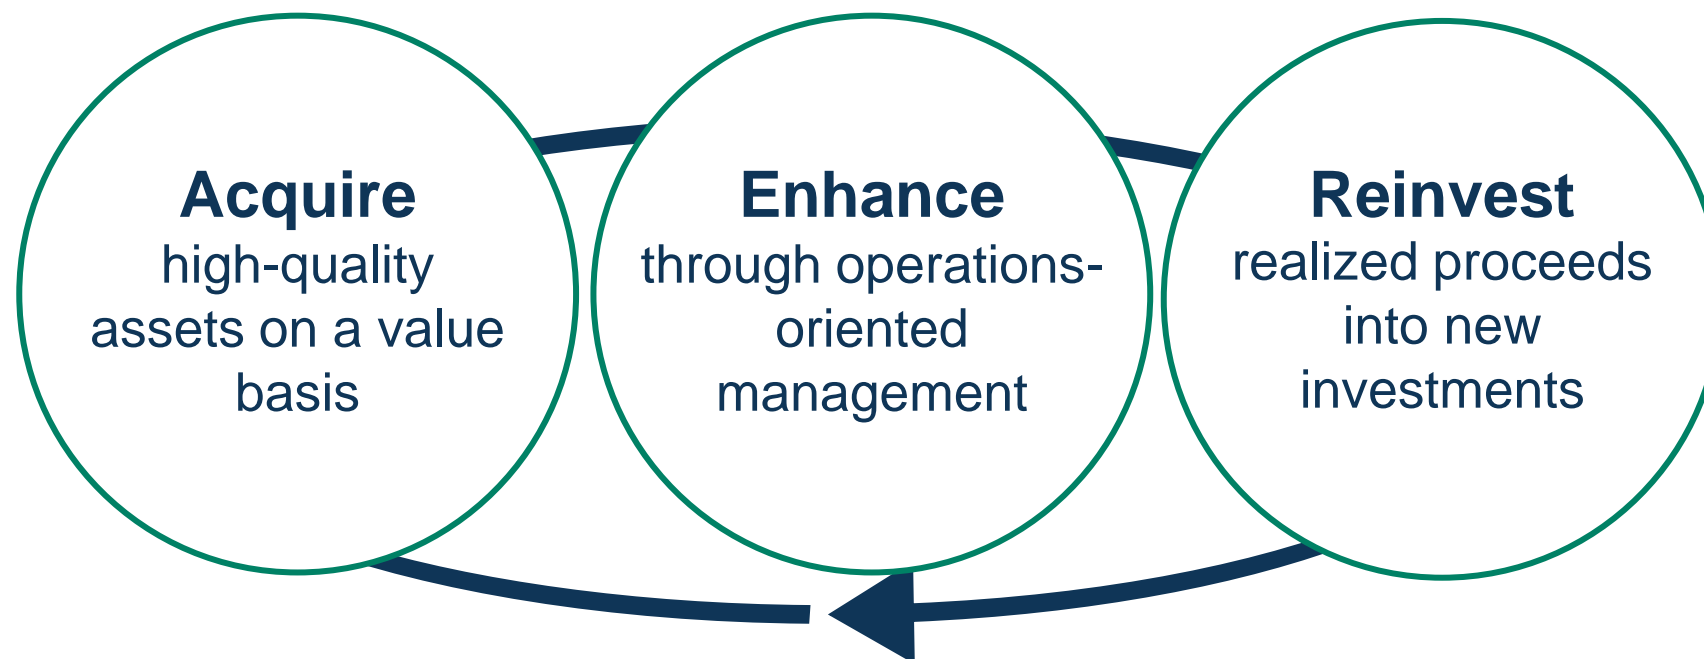 Acquire
high-quality
assets on a value
basis
Enhance
through operations-
oriented
management
Reinvest
realized proceeds
into new
investments